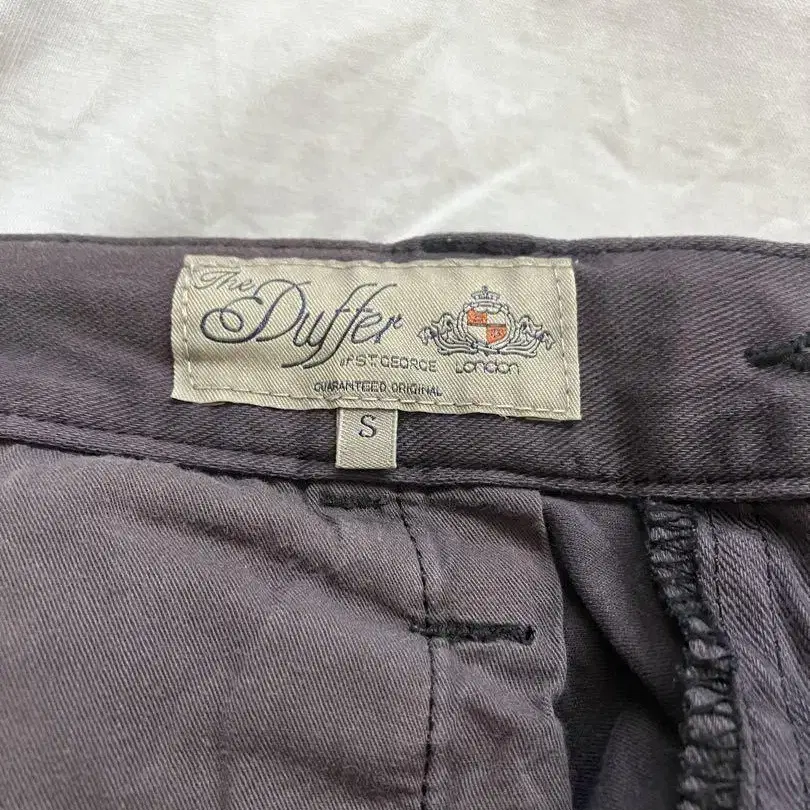 The
Duffer
of ST. GEORGE London
GUARANTEED ORIGINAL
S